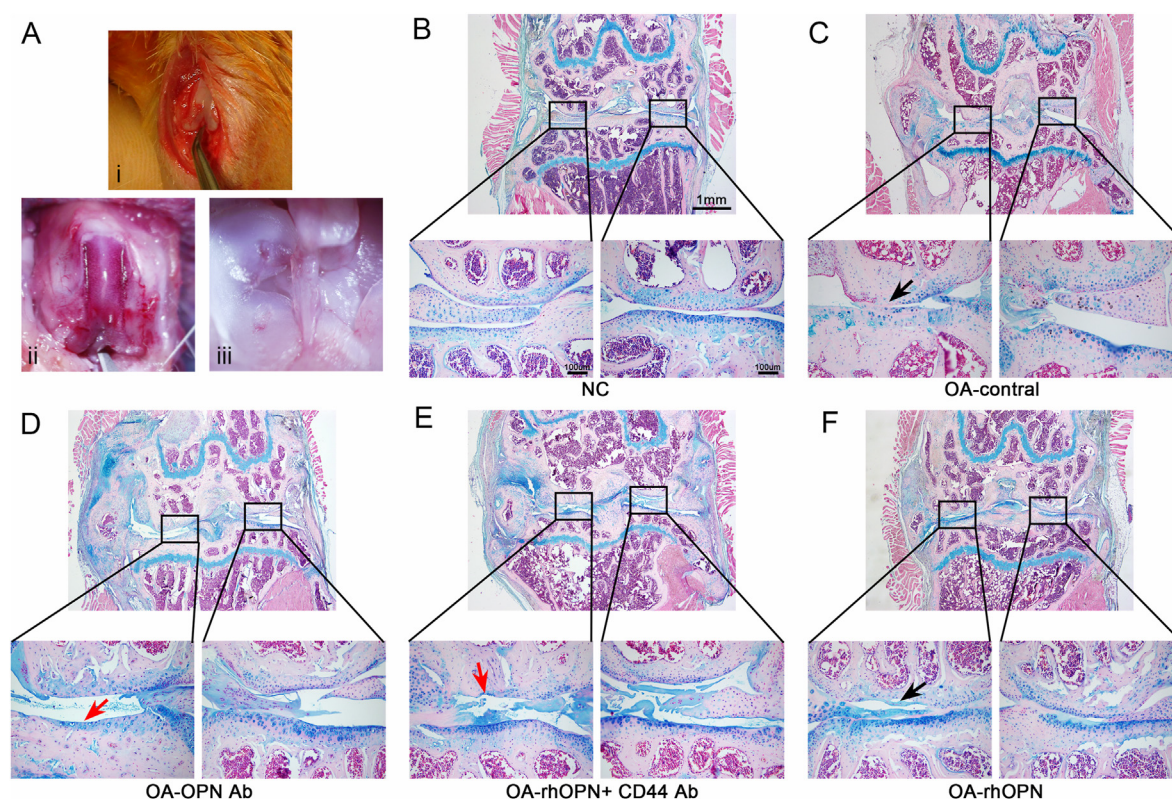 A
i
ii
iii
B
1mm
100um
100um
NC
C
OA-contral
D
OA-OPN Ab
E
OA-rhOPN+ CD44 Ab
F
OA-rhOPN